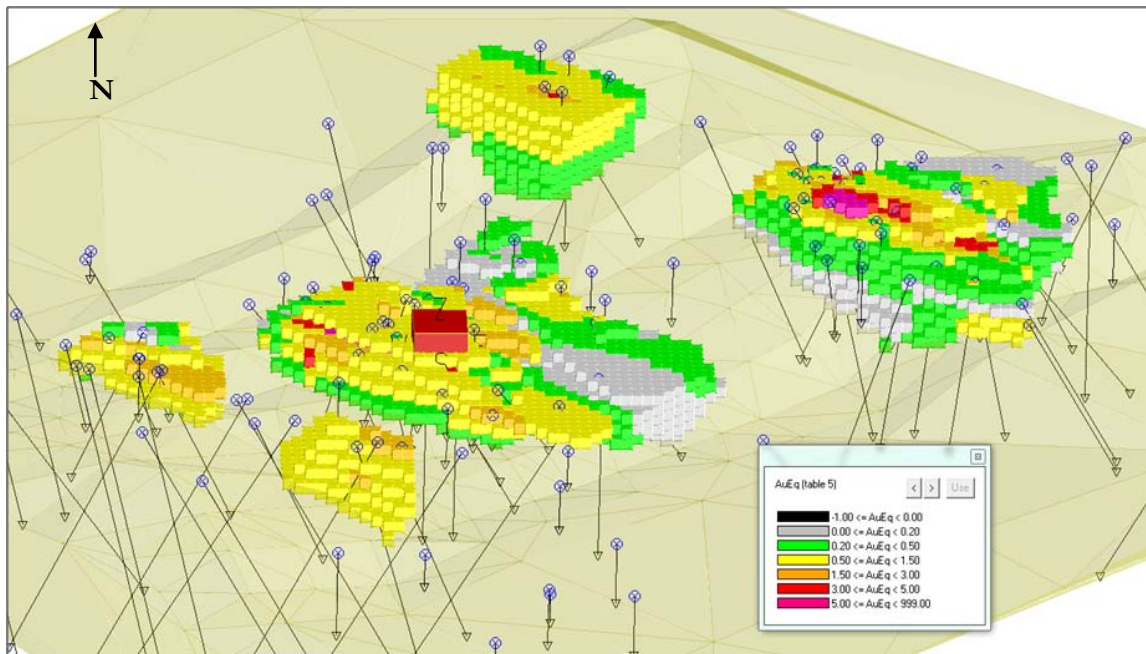 N
AuEq (table 5)
< > Use
-1.00 <= AuEq < 0.00
0.00 <= AuEq < 0.20
0.20 <= AuEq < 0.50
0.50 <= AuEq < 1.50
1.50 <= AuEq < 3.00
3.00 <= AuEq < 5.00
5.00 <= AuEq < 999.00